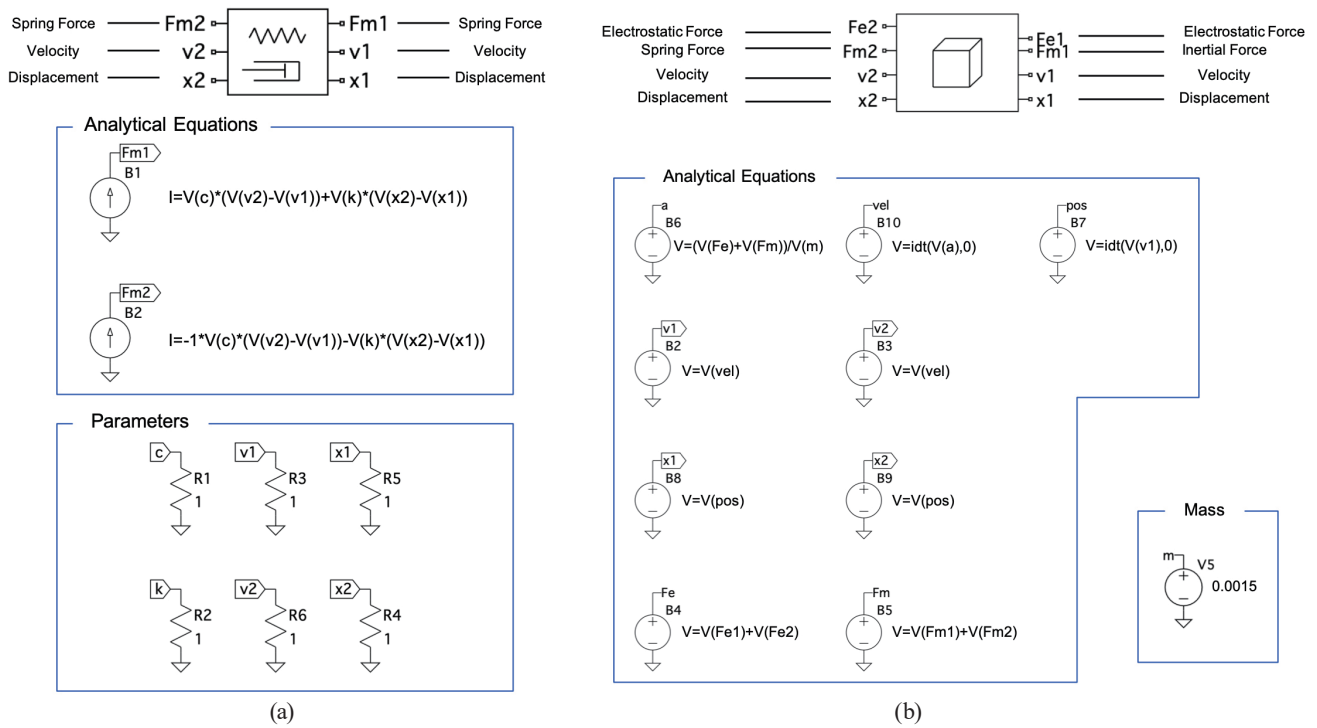 Spring Force Fm2 Fm1 Spring Force
Velocity v2 v1 Velocity
Displacement x2 x1 Displacement
Analytical Equations
Fm1
B1
I=V(c)*(V(v2)-V(v1))+V(k)*(V(x2)-V(x1))
Fm2
B2
I=-1*V(c)*(V(v2)-V(v1))-V(k)*(V(x2)-V(x1))
Parameters
c v1 x1
R1 R3 R5
1 1 1
k v2 x2
R2 R6 R4
1 1 1
(a)
Electrostatic Force Fe2 Fe1 Electrostatic Force
Spring Force Fm2 Fm1 Inertial Force
Velocity v2 v1 Velocity
Displacement x2 x1 Displacement
Analytical Equations
a vel pos
B6 B10 B7
V=(V(Fe)+V(Fm))/V(m) V=idt(V(a),0) V=idt(V(v1),0)
v1 v2
B2 B3
V=V(vel) V=V(vel)
x1 x2
B8 B9
V=V(pos) V=V(pos)
Fe Fm
B4 B5
V=V(Fe1)+V(Fe2) V=V(Fm1)+V(Fm2)
Mass
m
V5
0.0015
(b)